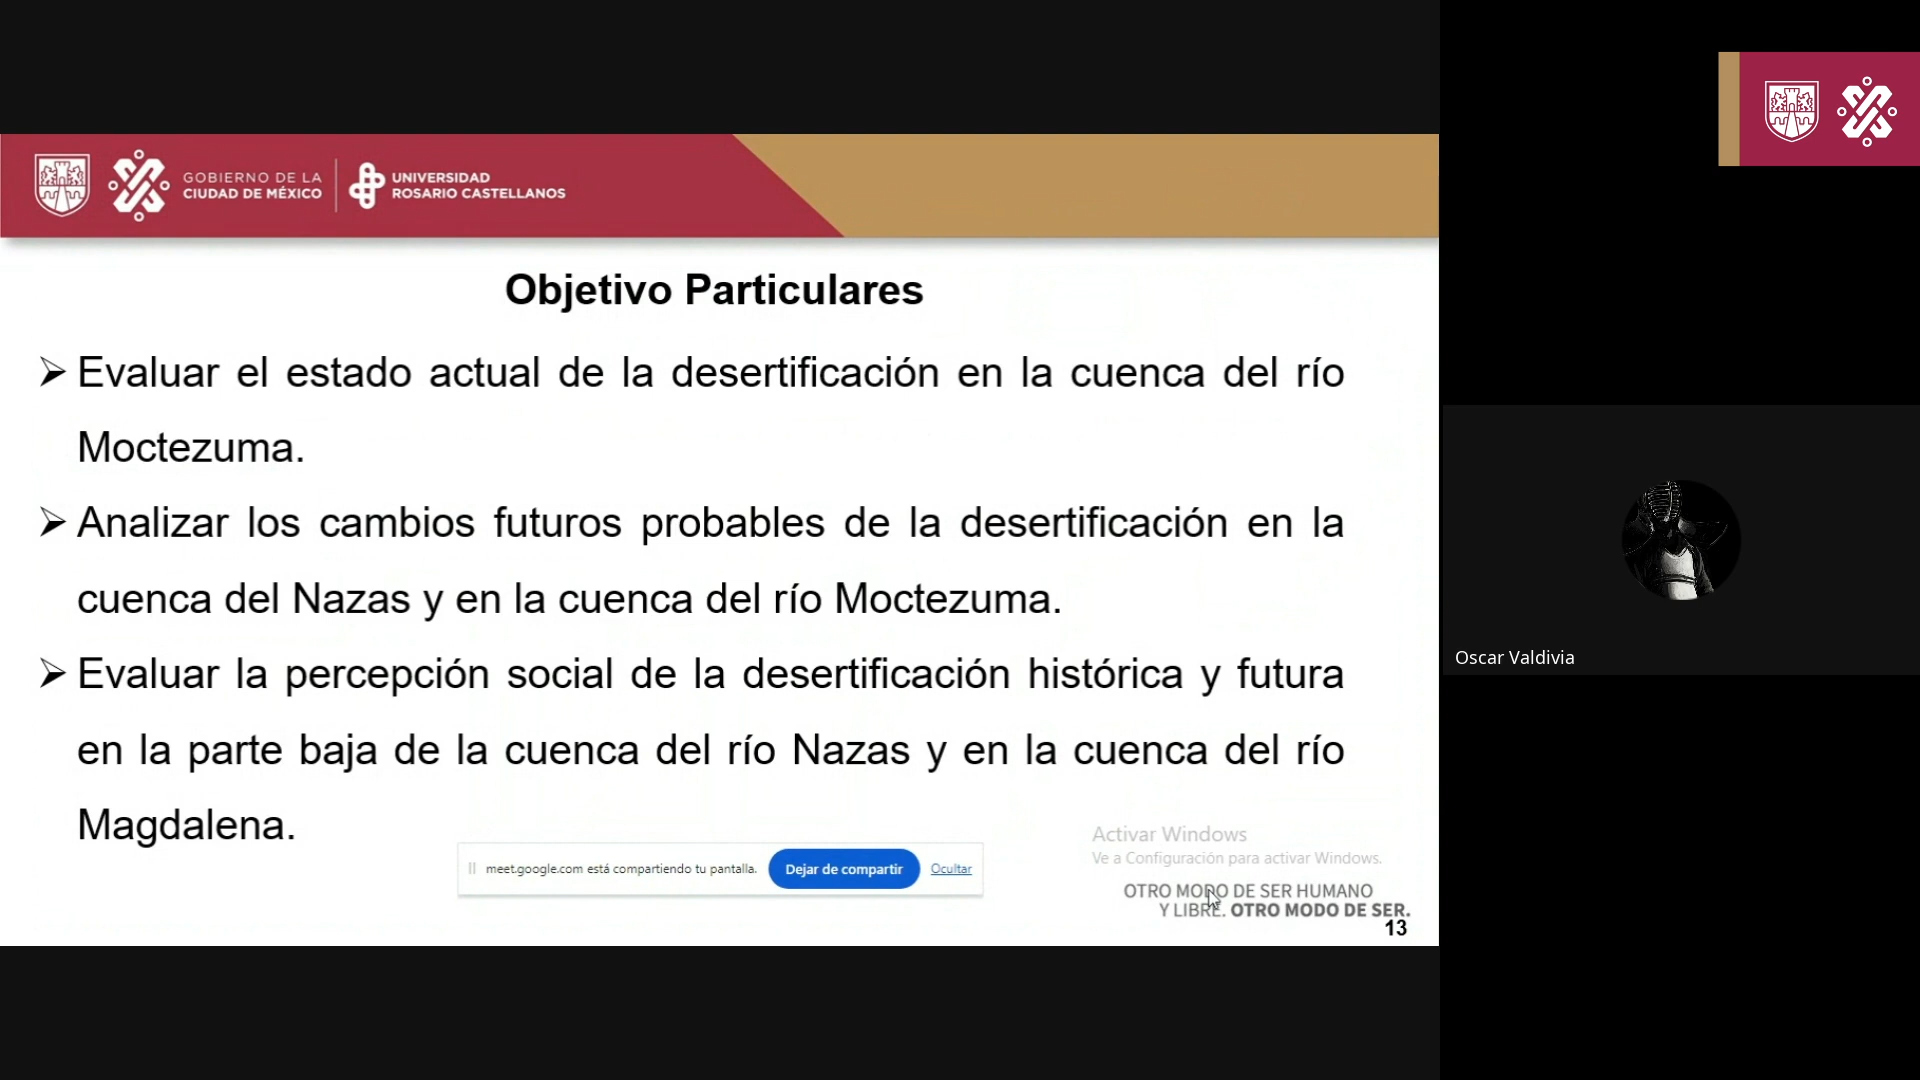 GOBIERNO DE LA
CIUDAD DE MÉXICO
UNIVERSIDAD
ROSARIO CASTELLANOS
Objetivo Particulares
➢ Evaluar el estado actual de la desertificación en la cuenca del río
Moctezuma.
➢ Analizar los cambios futuros probables de la desertificación en la
cuenca del Nazas y en la cuenca del río Moctezuma.
➢ Evaluar la percepción social de la desertificación histórica y futura
en la parte baja de la cuenca del río Nazas y en la cuenca del río
Magdalena.
meet.google.com está compartiendo tu pantalla.
Dejar de compartir
Ocultar
Activar Windows
Ve a Configuración para activar Windows.
OTRO MODO DE SER HUMANO
Y LIBRE. OTRO MODO DE SER.
13
Oscar Valdivia